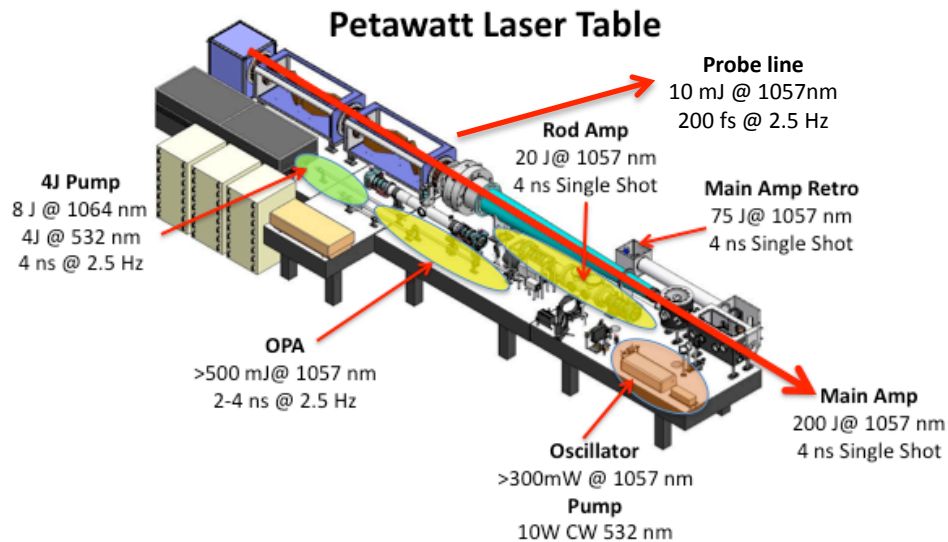 Petawatt Laser Table
Probe line
10 mJ @ 1057nm
200 fs @ 2.5 Hz
Rod Amp
20 J@ 1057 nm
4 ns Single Shot
Main Amp Retro
75 J@ 1057 nm
4 ns Single Shot
4J Pump
8 J @ 1064 nm
4J @ 532 nm
4 ns @ 2.5 Hz
OPA
>500 mJ@ 1057 nm
2-4 ns @ 2.5 Hz
Main Amp
200 J@ 1057 nm
4 ns Single Shot
Oscillator
>300mW @ 1057 nm
Pump
10W CW 532 nm